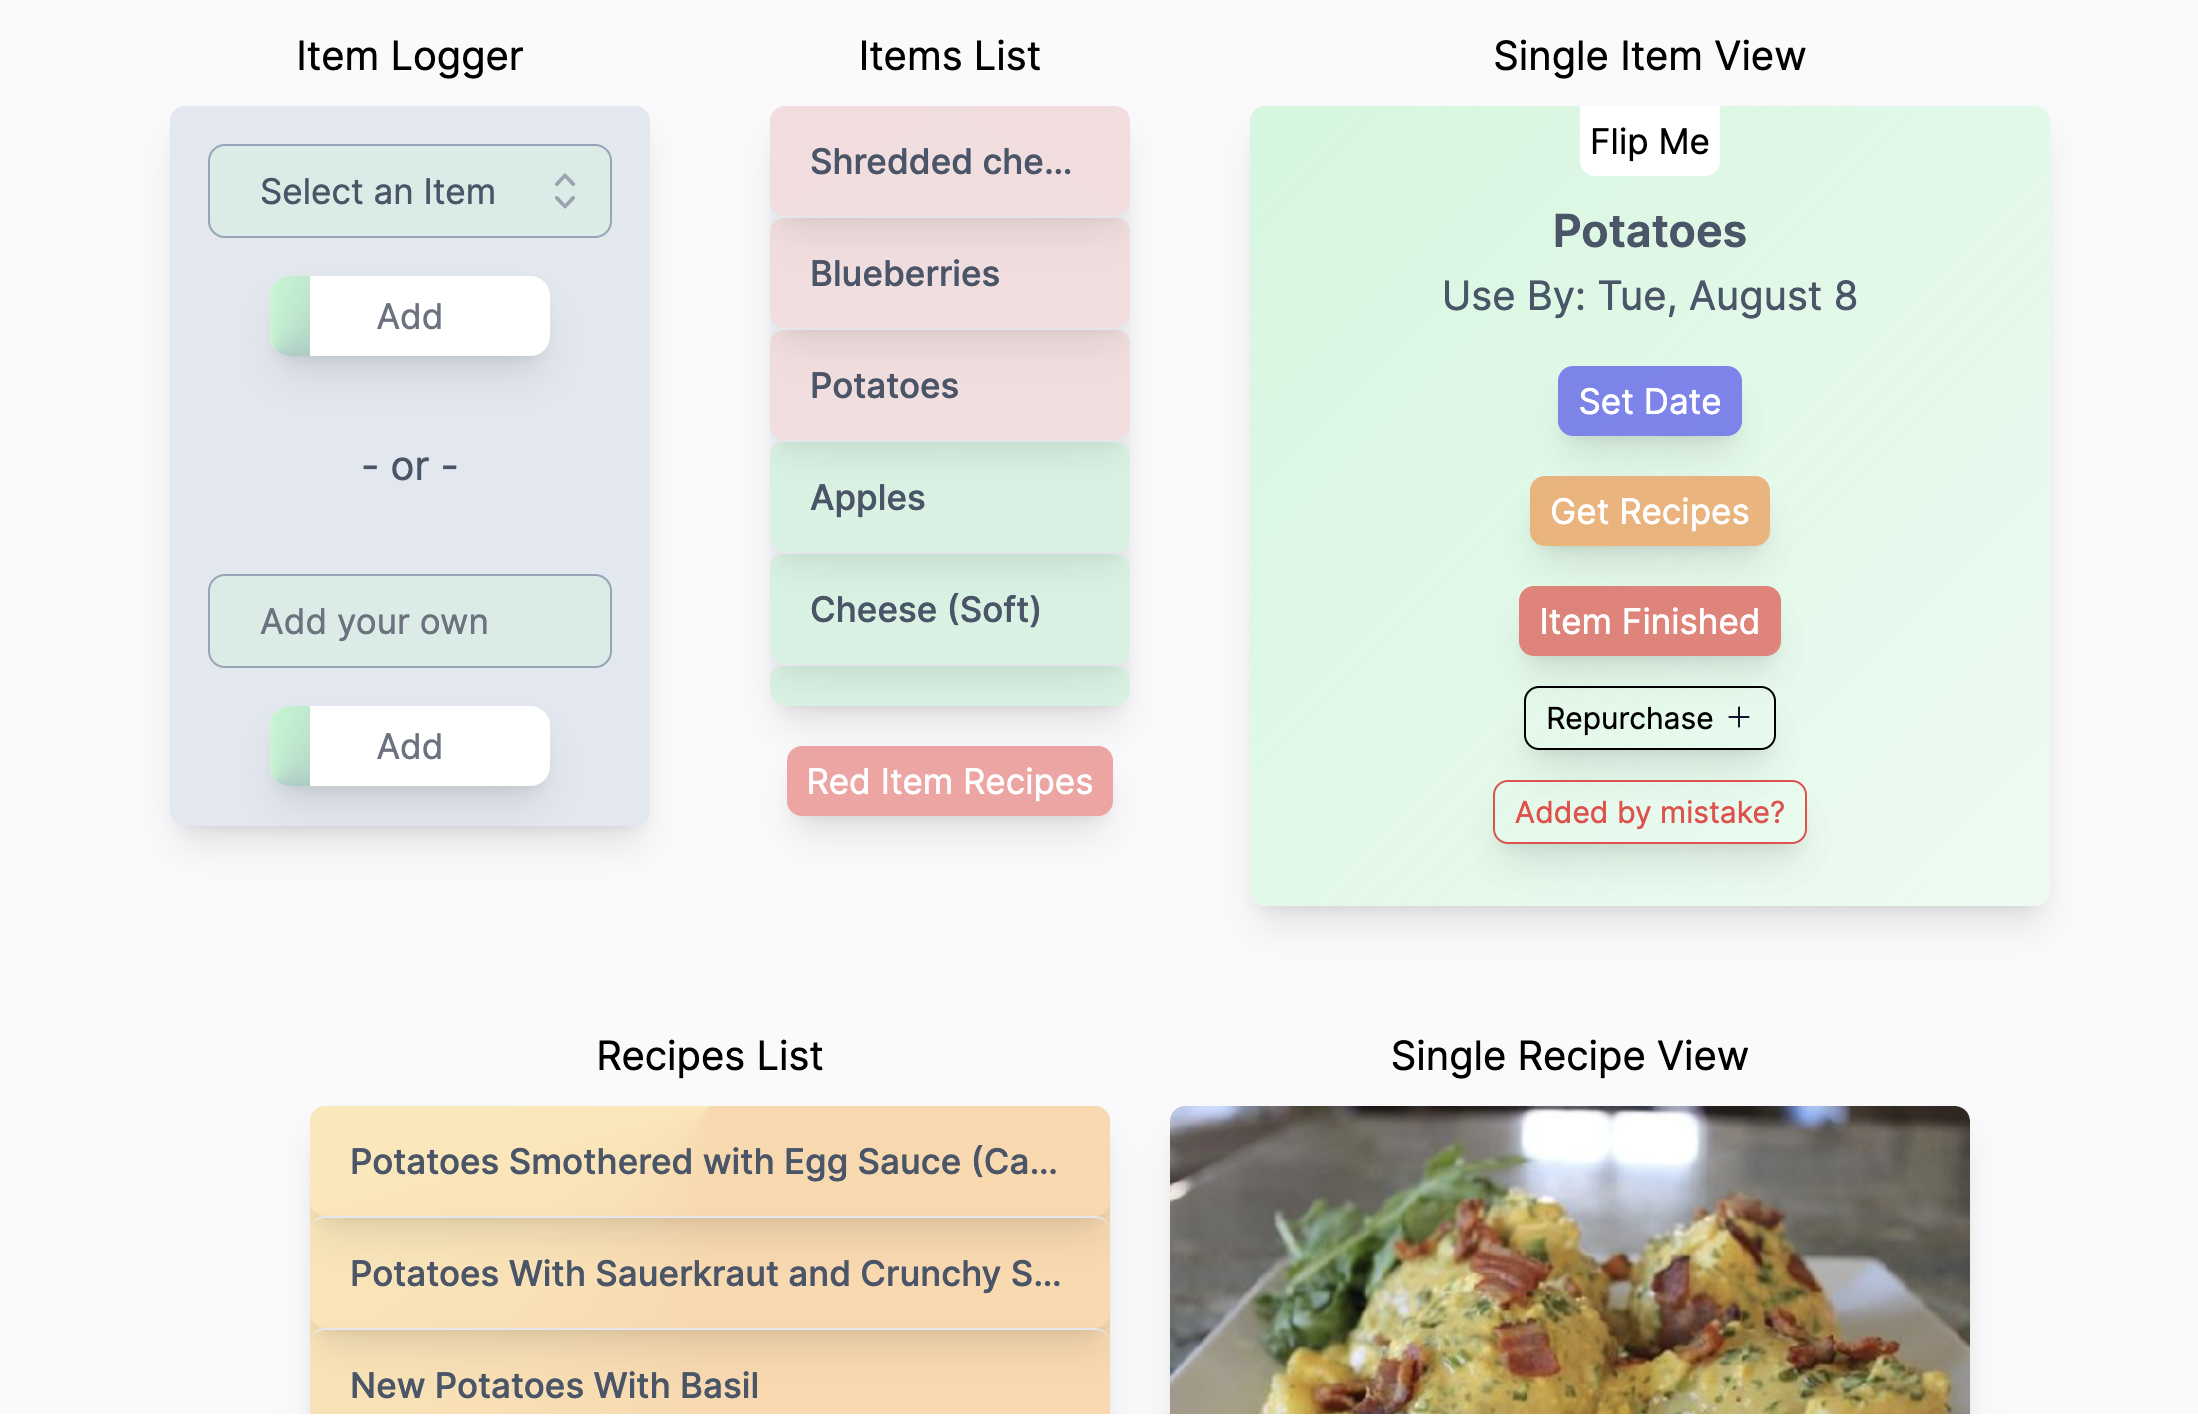 Item Logger
Select an Item
Add
- or -
Add your own
Add
Items List
Shredded che...
Blueberries
Potatoes
Apples
Cheese (Soft)
Red Item Recipes
Single Item View
Flip Me
Potatoes
Use By: Tue, August 8
Set Date
Get Recipes
Item Finished
Repurchase +
Added by mistake?
Recipes List
Potatoes Smothered with Egg Sauce (Ca...
Potatoes With Sauerkraut and Crunchy S...
New Potatoes With Basil
Single Recipe View